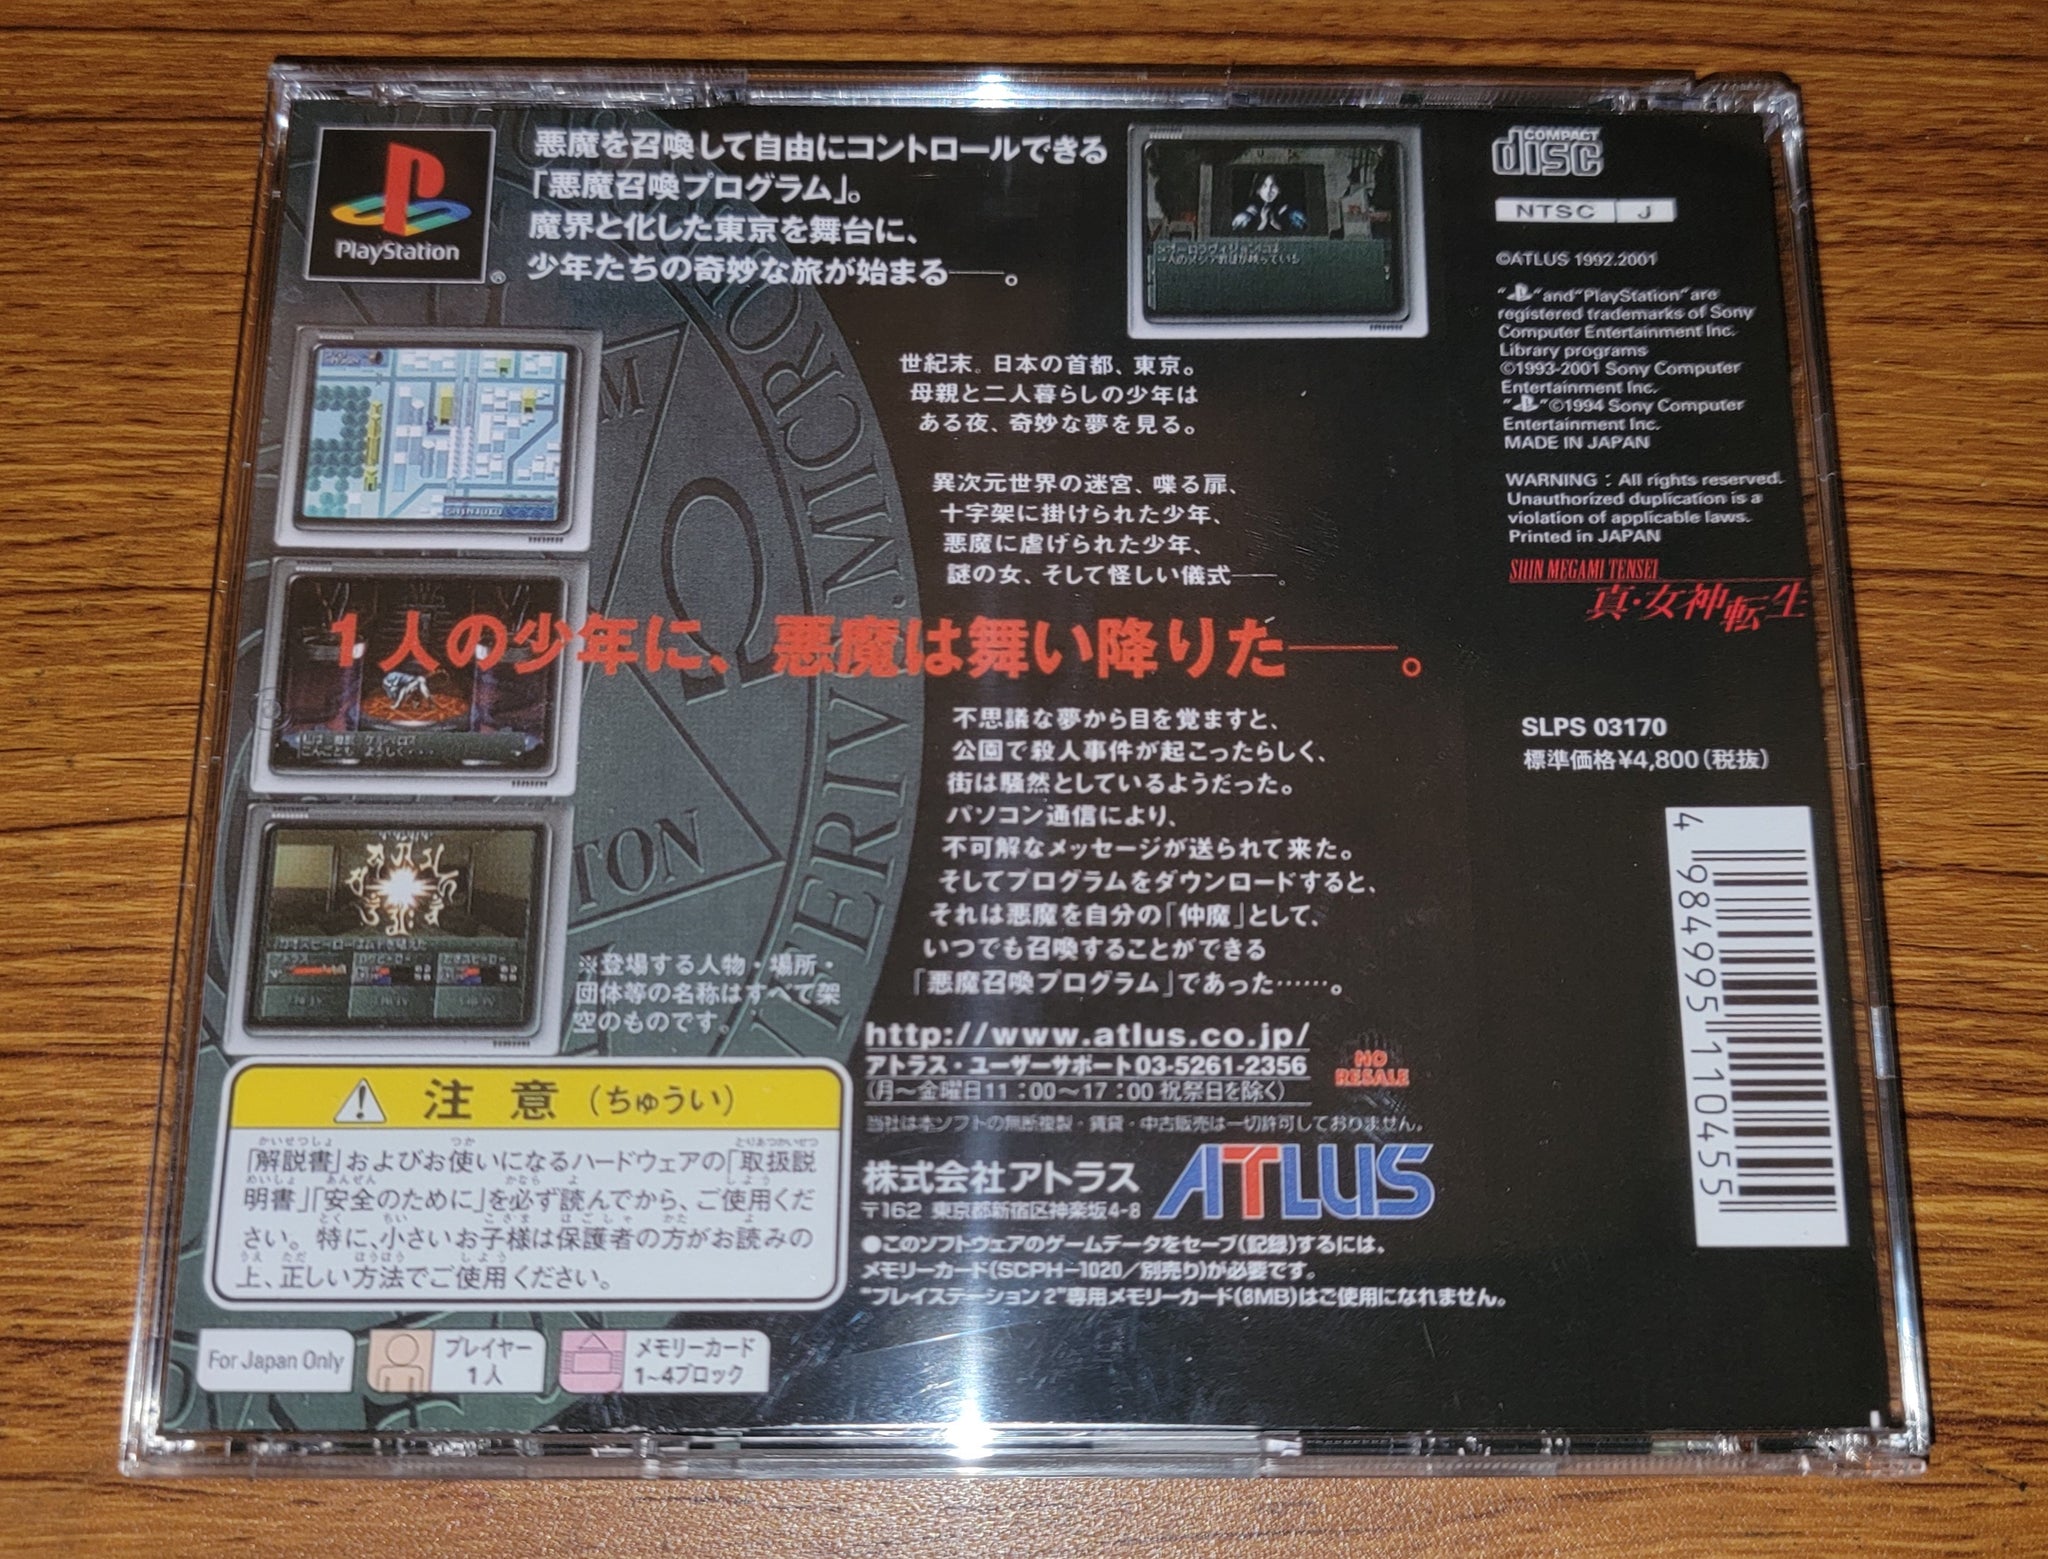 PlayStation
®
悪魔を召喚して自由にコントロールできる
「悪魔召喚プログラム」。
魔界と化した東京を舞台に、
少年たちの奇妙な旅が始まる──。
世紀末。日本の首都、東京。
母親と二人暮らしの少年は
ある夜、奇妙な夢を見る。
異次元世界の迷宮、喋る扉、
十字架に掛けられた少年、
悪魔に虐げられた少年、
謎の女、そして怪しい儀式──。
1人の少年に、悪魔は舞い降りた──。
不思議な夢から目を覚ますと、
公園で殺人事件が起こったらしく、
街は騒然としているようだった。
パソコン通信により、
不可解なメッセージが送られて来た。
そしてプログラムをダウンロードすると、
それは悪魔を自分の「仲魔」として、
いつでも召喚することができる
「悪魔召喚プログラム」であった……。
SHINJUKU
こんごとも よろしく・・・
※登場する人物・場所・
団体等の名称はすべて架
空のものです。
http://www.atlus.co.jp/
アトラス・ユーザーサポート03-5261-2356
(月～金曜日11：00～17：00 祝祭日を除く)
NO
RESALE
当社は本ソフトの無断複製・賃貸・中古販売は一切許可しておりません。
株式会社アトラス
ATLUS
〒162 東京都新宿区神楽坂4-8
●このソフトウェアのゲームデータをセーブ(記録)するには、
メモリーカード(SCPH-1020／別売り)が必要です。
"プレイステーション 2"専用メモリーカード(8MB)はご使用になれません。
注意(ちゅうい)
「解説書」およびお使いになるハードウェアの「取扱説
明書」「安全のために」を必ず読んでから、ご使用くだ
さい。特に、小さいお子様は保護者の方がお読みの
上、正しい方法でご使用ください。
For Japan Only
プレイヤー
1人
メモリーカード
1~4ブロック
COMPACT
disc
NTSC J
©ATLUS 1992.2001
" "and"PlayStation"are
registered trademarks of Sony
Computer Entertainment Inc.
Library programs
©1993-2001 Sony Computer
Entertainment Inc.
" "©1994 Sony Computer
Entertainment Inc.
MADE IN JAPAN
WARNING : All rights reserved.
Unauthorized duplication is a
violation of applicable laws.
Printed in JAPAN
SHIN MEGAMI TENSEI
真・女神転生
SLPS 03170
標準価格¥4,800(税抜)
4 984995 110455